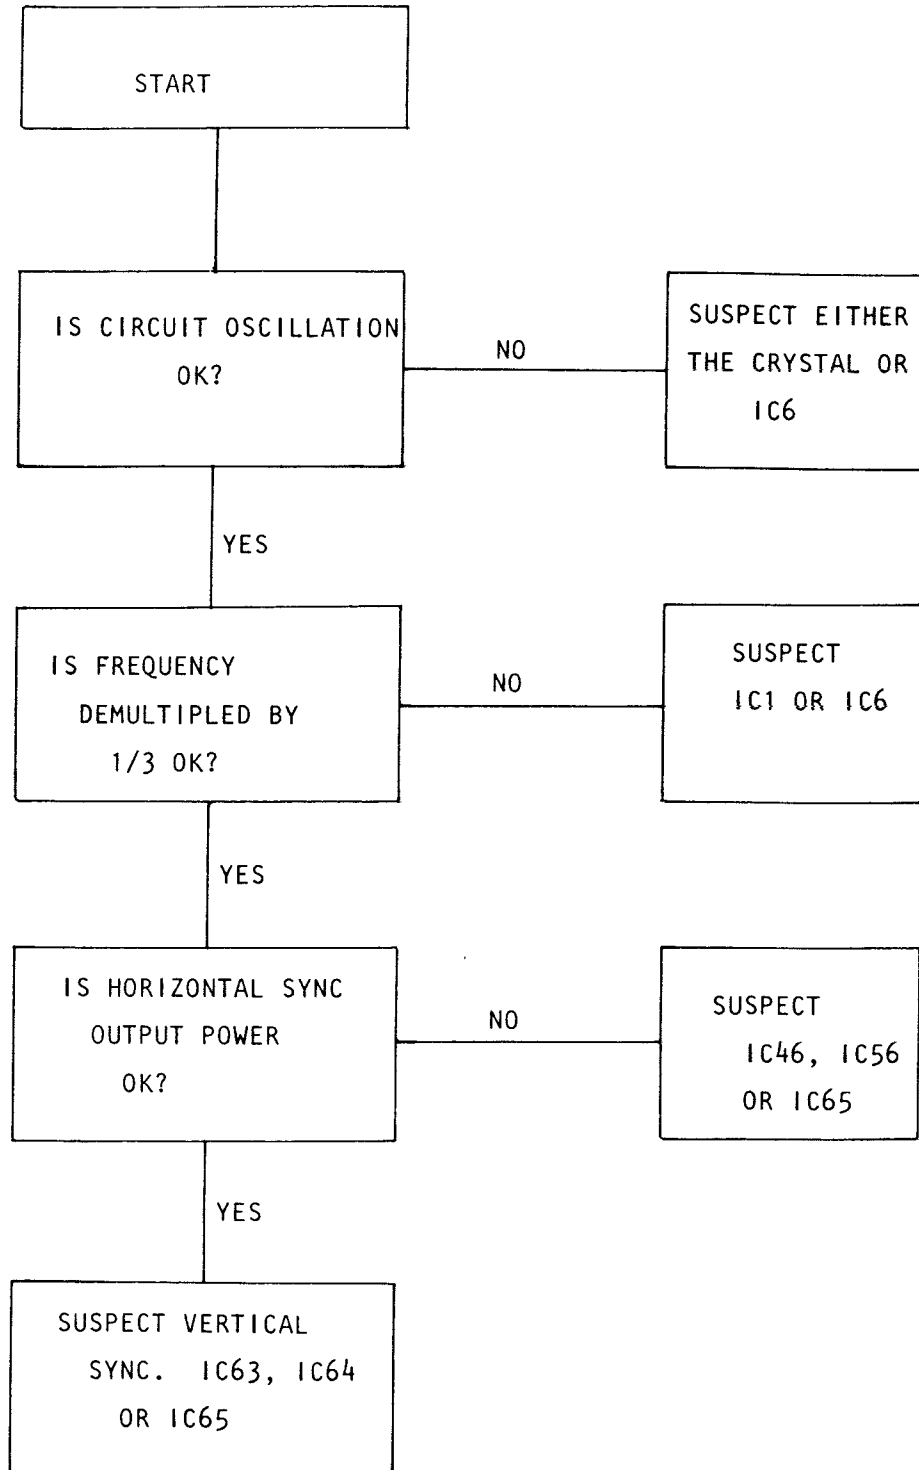 START
IS CIRCUIT OSCILLATION
OK?
NO
SUSPECT EITHER
THE CRYSTAL OR
IC6
YES
IS FREQUENCY
DEMULTIPLED BY
1/3 OK?
NO
SUSPECT
IC1 OR IC6
YES
IS HORIZONTAL SYNC
OUTPUT POWER
OK?
NO
SUSPECT
IC46, IC56
OR IC65
YES
SUSPECT VERTICAL
SYNC. IC63, IC64
OR IC65